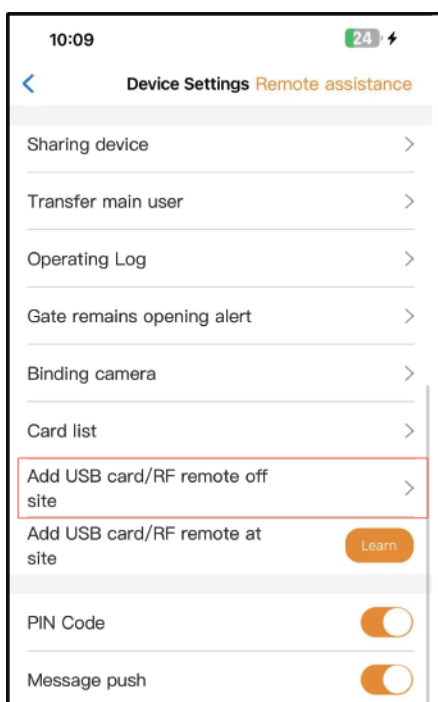 10:09
24
Device Settings Remote assistance
Sharing device
Transfer main user
Operating Log
Gate remains opening alert
Binding camera
Card list
Add USB card/RF remote off
site
Add USB card/RF remote at
site
Learn
PIN Code
Message push